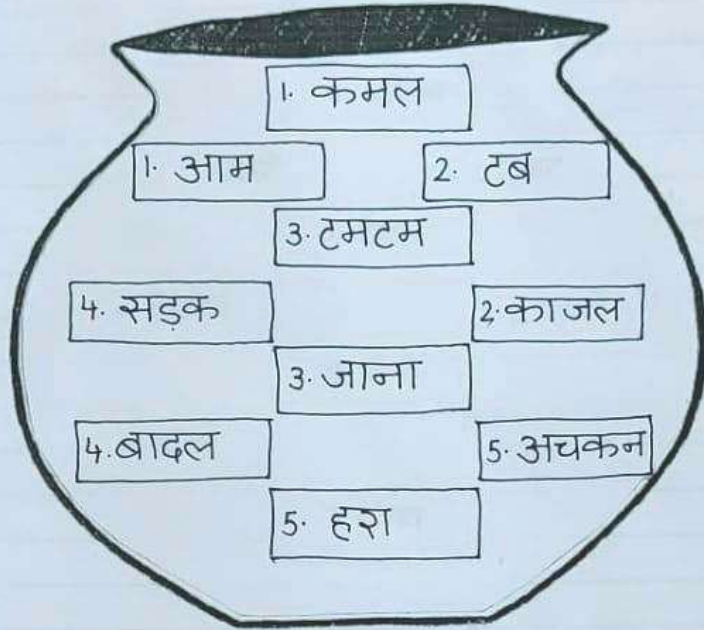 1. कमल
1. आम
2. टब
3. टमटम
4. सड़क
2. काजल
3. जाना
4. बादल
5. अचकन
5. हरा